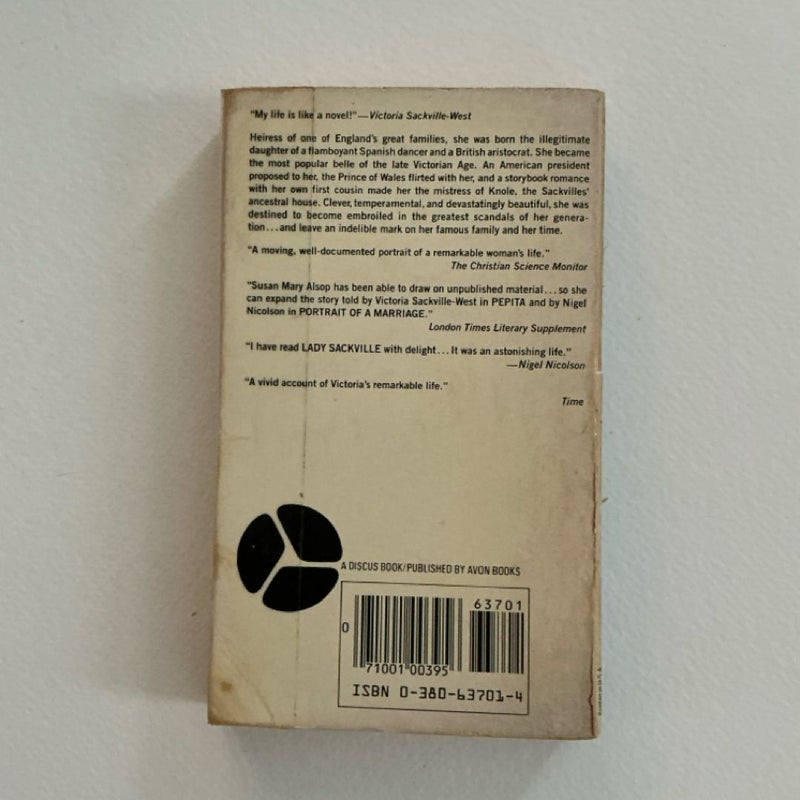 "My life is like a novel!"—Victoria Sackville-West
Heiress of one of England's great families, she was born the illegitimate
daughter of a flamboyant Spanish dancer and a British aristocrat. She became
the most popular belle of the late Victorian Age. An American president
proposed to her, the Prince of Wales flirted with her, and a storybook romance
with her own first cousin made her the mistress of Knole, the Sackvilles'
ancestral house. Clever, temperamental, and devastatingly beautiful, she was
destined to become embroiled in the greatest scandals of her genera-
tion...and leave an indelible mark on her famous family and her time.
"A moving, well-documented portrait of a remarkable woman's life."
The Christian Science Monitor
"Susan Mary Alsop has been able to draw on unpublished material...so she
can expand the story told by Victoria Sackville-West in PEPITA and by Nigel
Nicolson in PORTRAIT OF A MARRIAGE."
London Times Literary Supplement
"I have read LADY SACKVILLE with delight...It was an astonishing life."
—Nigel Nicolson
"A vivid account of Victoria's remarkable life."
Time
A DISCUS BOOK/PUBLISHED BY AVON BOOKS
63701
0
71001 00395
ISBN 0-380-63701-4